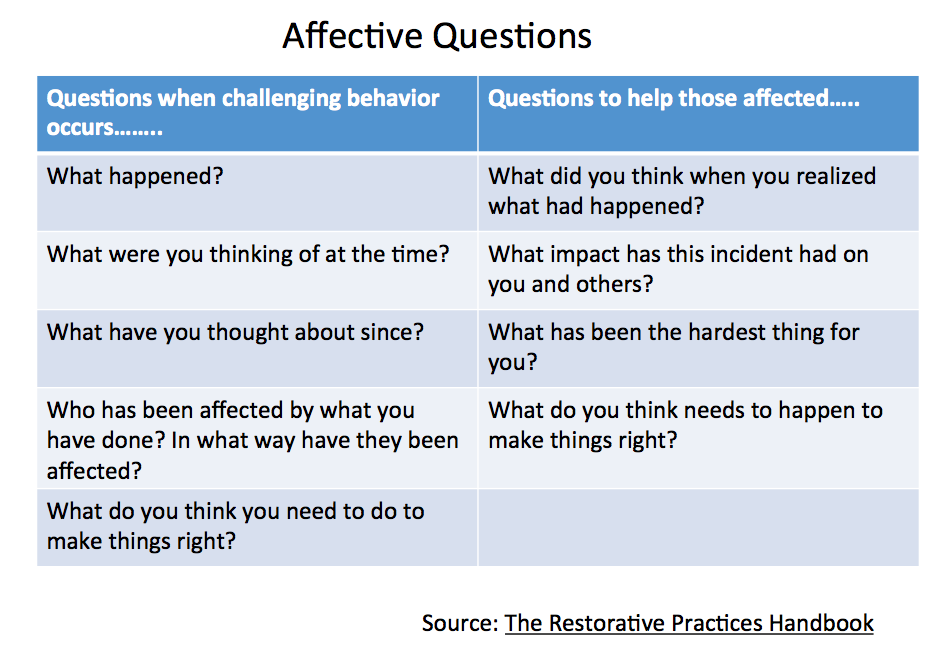 Affective Questions
Questions when challenging behavior
occurs……..
Questions to help those affected…..
What happened?
What did you think when you realized
what had happened?
What were you thinking of at the time?
What impact has this incident had on
you and others?
What have you thought about since?
What has been the hardest thing for
you?
Who has been affected by what you
have done? In what way have they been
affected?
What do you think needs to happen to
make things right?
What do you think you need to do to
make things right?
Source: The Restorative Practices Handbook